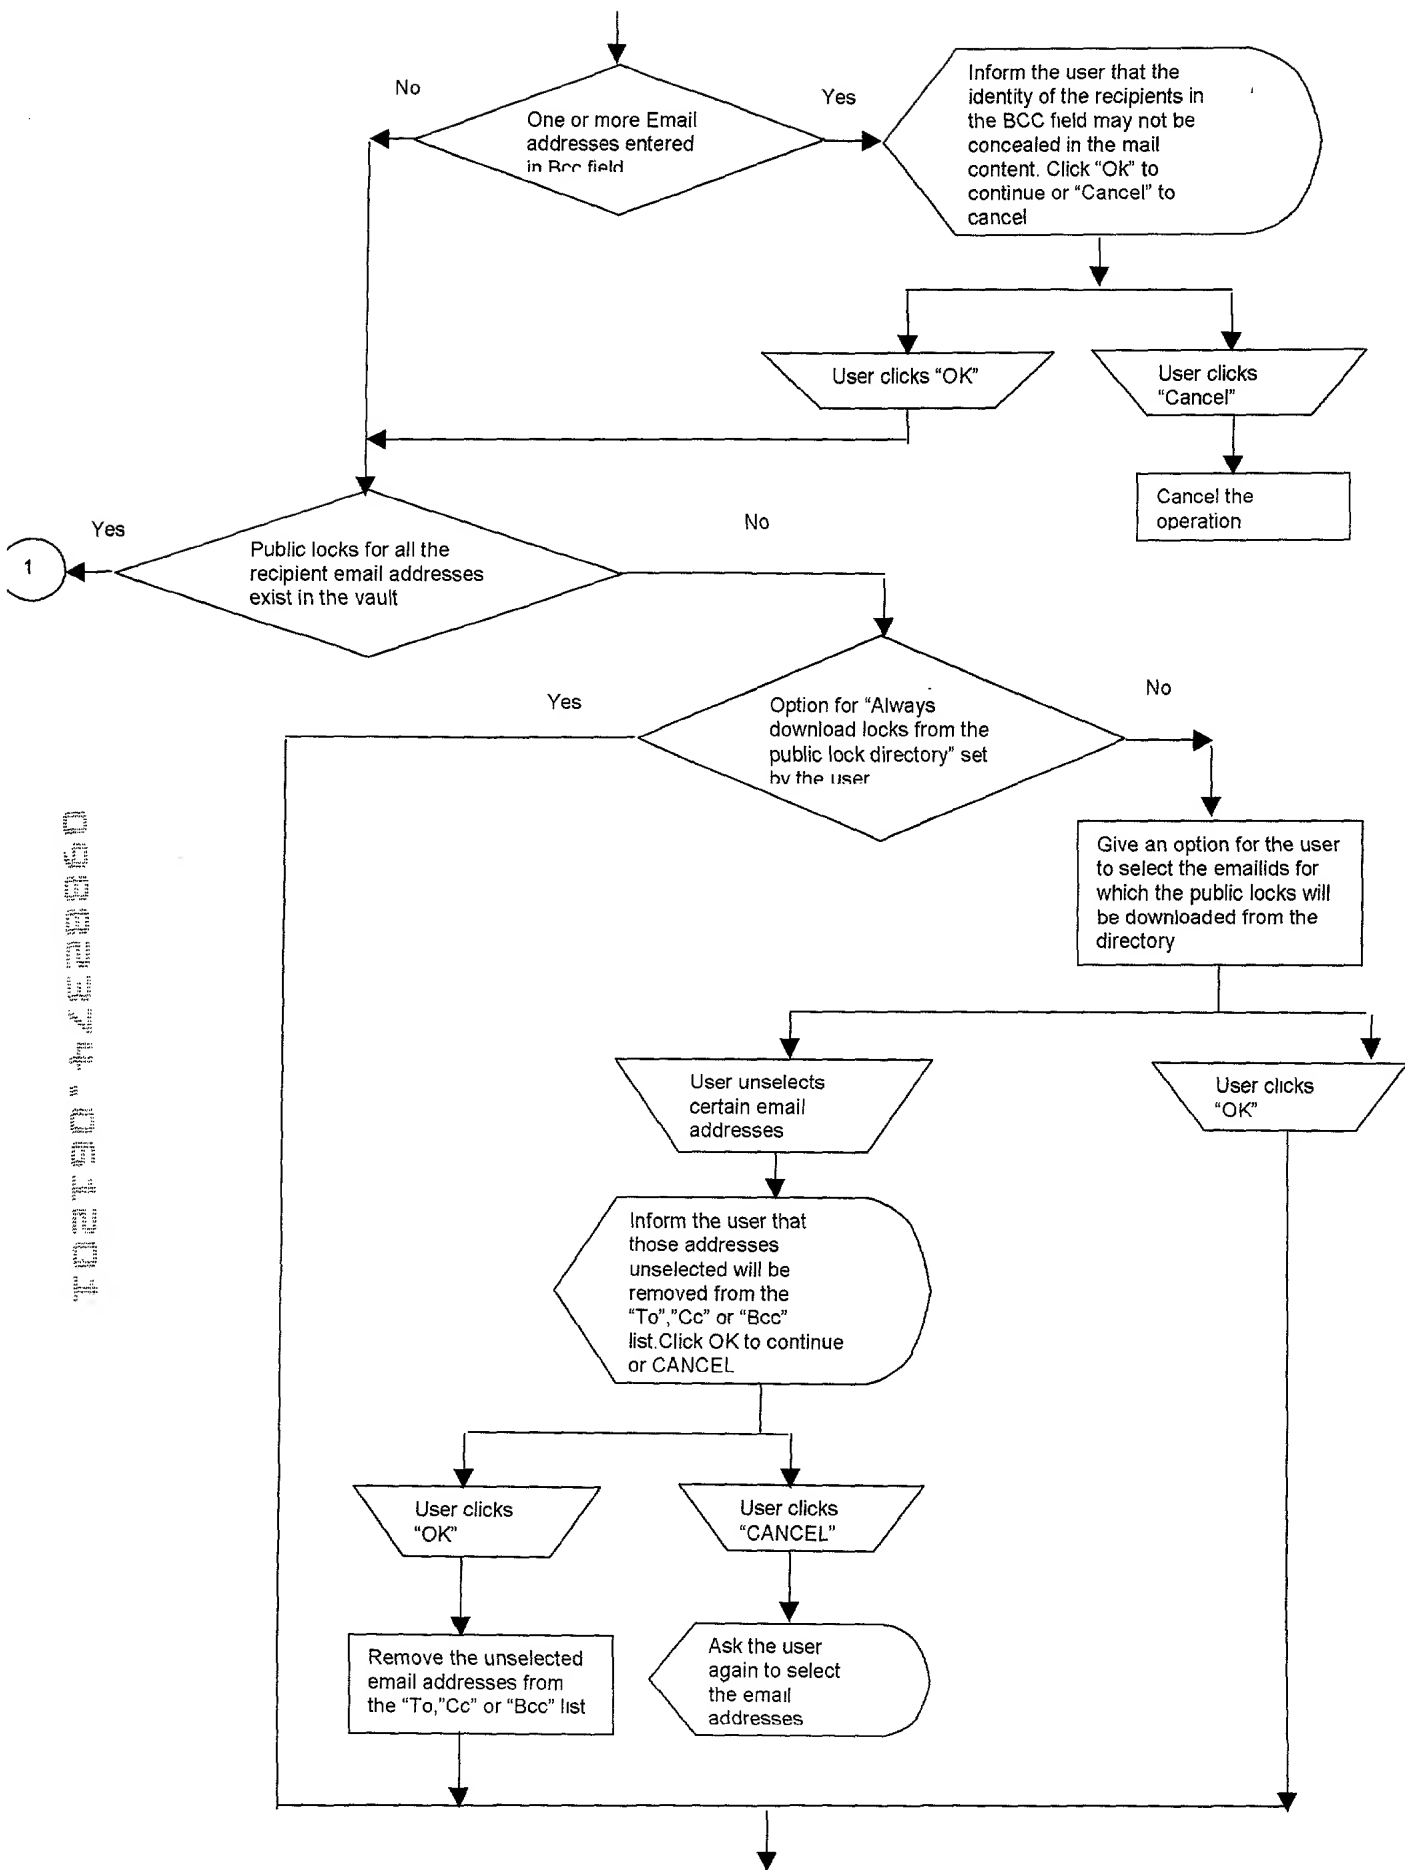 No
Yes
One or more Email
addresses entered
in Bcc field
Inform the user that the
identity of the recipients in
the BCC field may not be
concealed in the mail
content. Click “Ok” to
continue or “Cancel” to
cancel
User clicks “OK”
User clicks
“Cancel”
Cancel the
operation
Yes
No
1
Public locks for all the
recipient email addresses
exist in the vault
Yes
No
Option for “Always
download locks from the
public lock directory” set
by the user
Give an option for the user
to select the emailids for
which the public locks will
be downloaded from the
directory
User unselects
certain email
addresses
User clicks
“OK”
Inform the user that
those addresses
unselected will be
removed from the
“To”,”Cc” or “Bcc”
list.Click OK to continue
or CANCEL
User clicks
“OK”
User clicks
“CANCEL”
Remove the unselected
email addresses from
the “To,”Cc” or “Bcc” list
Ask the user
again to select
the email
addresses